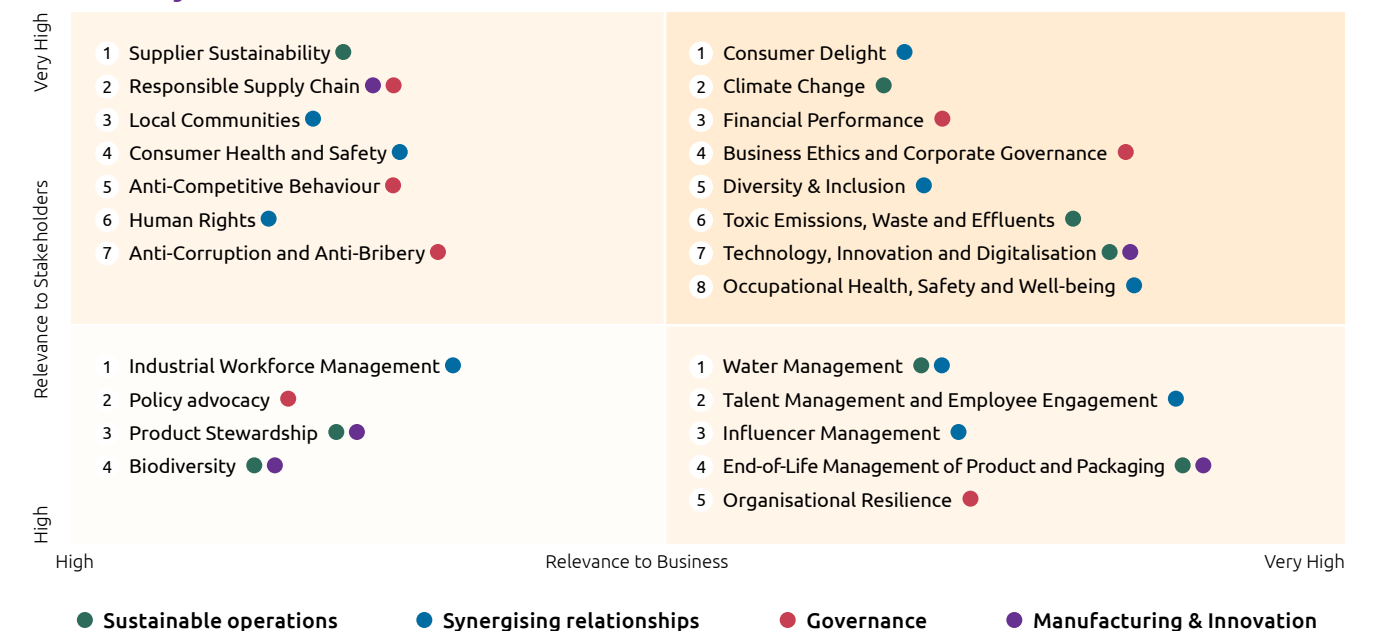 Very High
Relevance to Stakeholders
High
1 Supplier Sustainability
2 Responsible Supply Chain
3 Local Communities
4 Consumer Health and Safety
5 Anti-Competitive Behaviour
6 Human Rights
7 Anti-Corruption and Anti-Bribery
1 Consumer Delight
2 Climate Change
3 Financial Performance
4 Business Ethics and Corporate Governance
5 Diversity & Inclusion
6 Toxic Emissions, Waste and Effluents
7 Technology, Innovation and Digitalisation
8 Occupational Health, Safety and Well-being
1 Industrial Workforce Management
2 Policy advocacy
3 Product Stewardship
4 Biodiversity
1 Water Management
2 Talent Management and Employee Engagement
3 Influencer Management
4 End-of-Life Management of Product and Packaging
5 Organisational Resilience
High
Relevance to Business
Very High
Sustainable operations
Synergising relationships
Governance
Manufacturing & Innovation